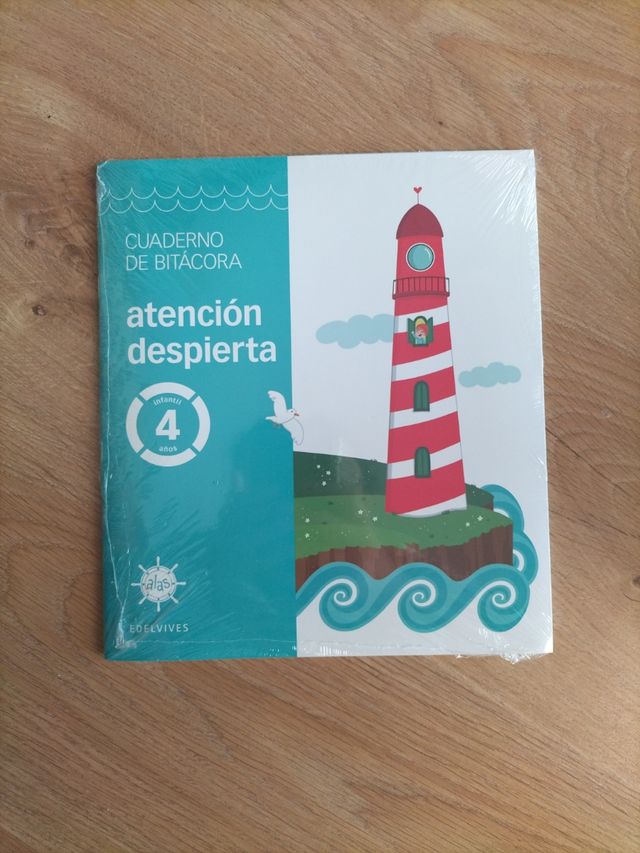 CUADERNO
DE BITÁCORA
atención
despierta
infantil
4
años
alas
EDELVIVES